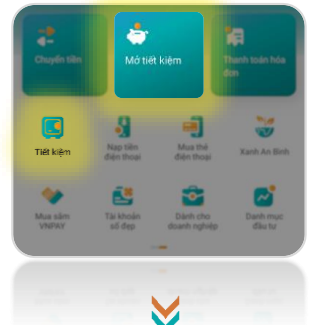 Chuyển tiền
Mở tiết kiệm
Thanh toán hóa
đơn
Tiết kiệm
Nạp tiền
điện thoại
Mua thẻ
điện thoại
Xanh An Bình
Mua sắm
VNPAY
Tài khoản
số đẹp
Dành cho
doanh nghiệp
Danh mục
đầu tư